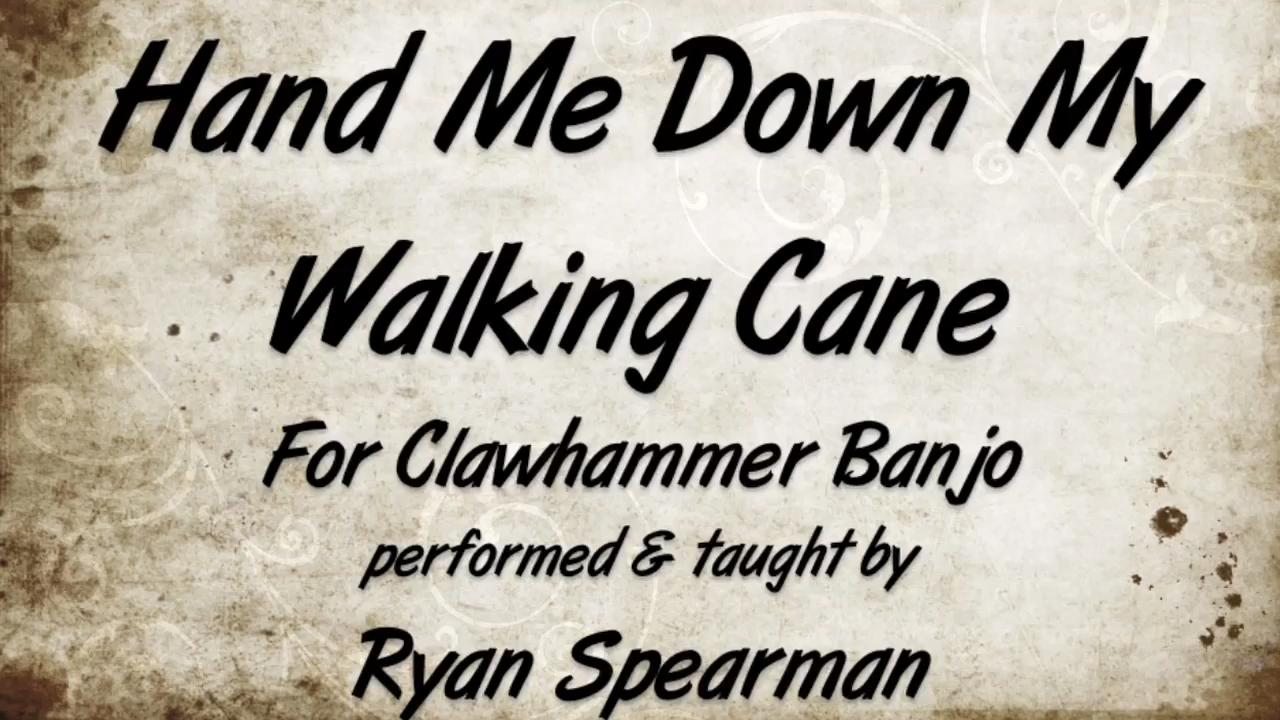 Hand Me Down My
Walking Cane
For Clawhammer Banjo
performed & taught by
Ryan Spearman